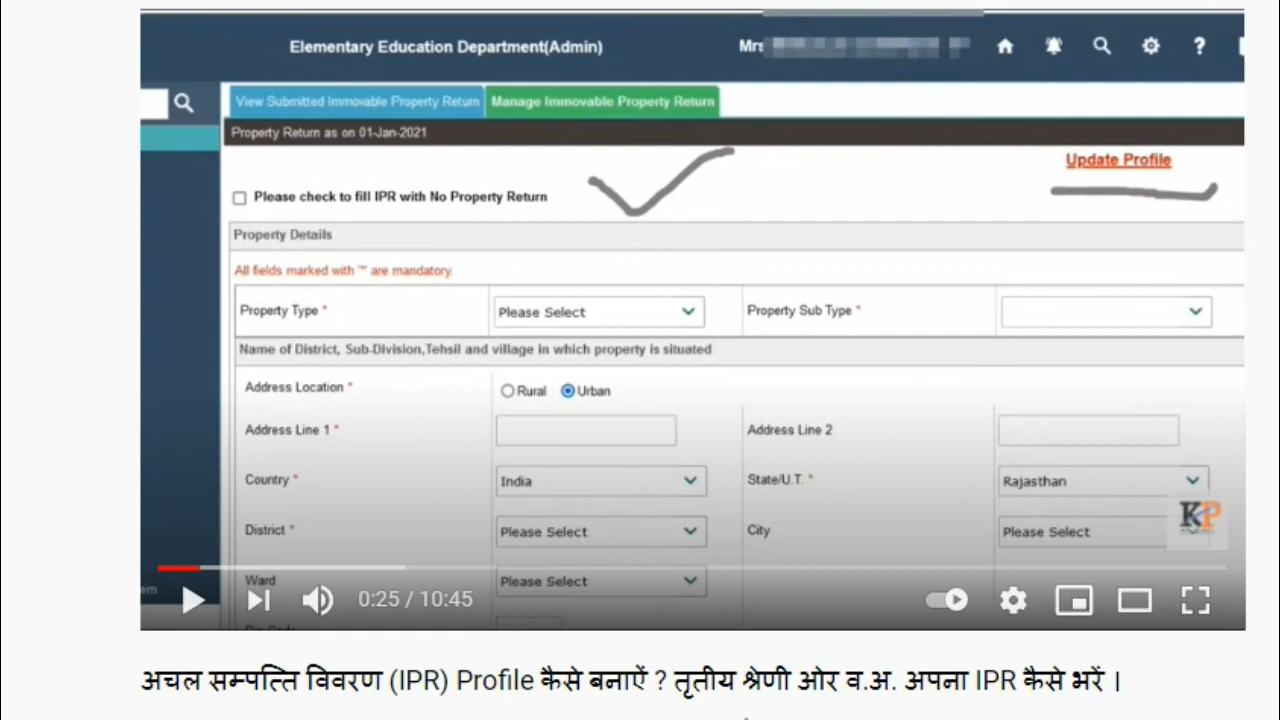 Elementary Education Department(Admin) Mrs
View Submitted Immovable Property Return Manage Immovable Property Return
Property Return as on 01-Jan-2021
Update Profile
Please check to fill IPR with No Property Return
Property Details
All fields marked with "*" are mandatory.
Property Type * Please Select Property Sub Type *
Name of District, Sub-Division,Tehsil and village in which property is situated
Address Location * Rural Urban
Address Line 1 * Address Line 2
Country * India State/U.T. * Rajasthan
KP
District * Please Select City Please Select
Ward Please Select
em
0:25 / 10:45
अचल सम्पत्ति विवरण (IPR) Profile कैसे बनाऐं ? तृतीय श्रेणी ओर व.अ. अपना IPR कैसे भरें ।